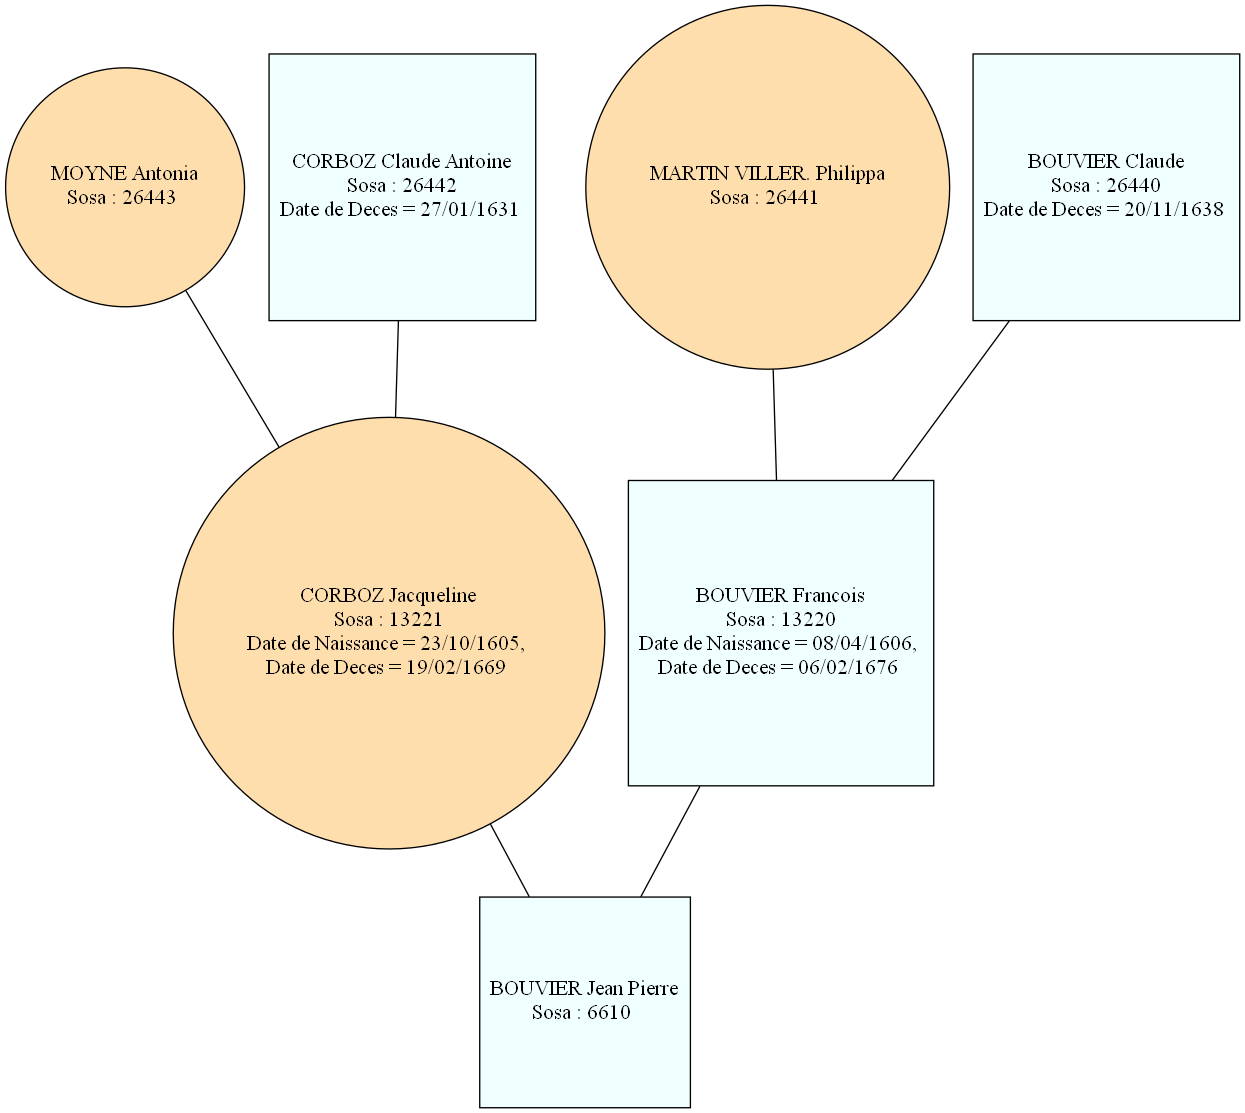 MOYNE Antonia
Sosa : 26443
CORBOZ Claude Antoine
Sosa : 26442
Date de Deces = 27/01/1631
MARTIN VILLER. Philippa
Sosa : 26441
BOUVIER Claude
Sosa : 26440
Date de Deces = 20/11/1638
CORBOZ Jacqueline
Sosa : 13221
Date de Naissance = 23/10/1605,
Date de Deces = 19/02/1669
BOUVIER Francois
Sosa : 13220
Date de Naissance = 08/04/1606,
Date de Deces = 06/02/1676
BOUVIER Jean Pierre
Sosa : 6610